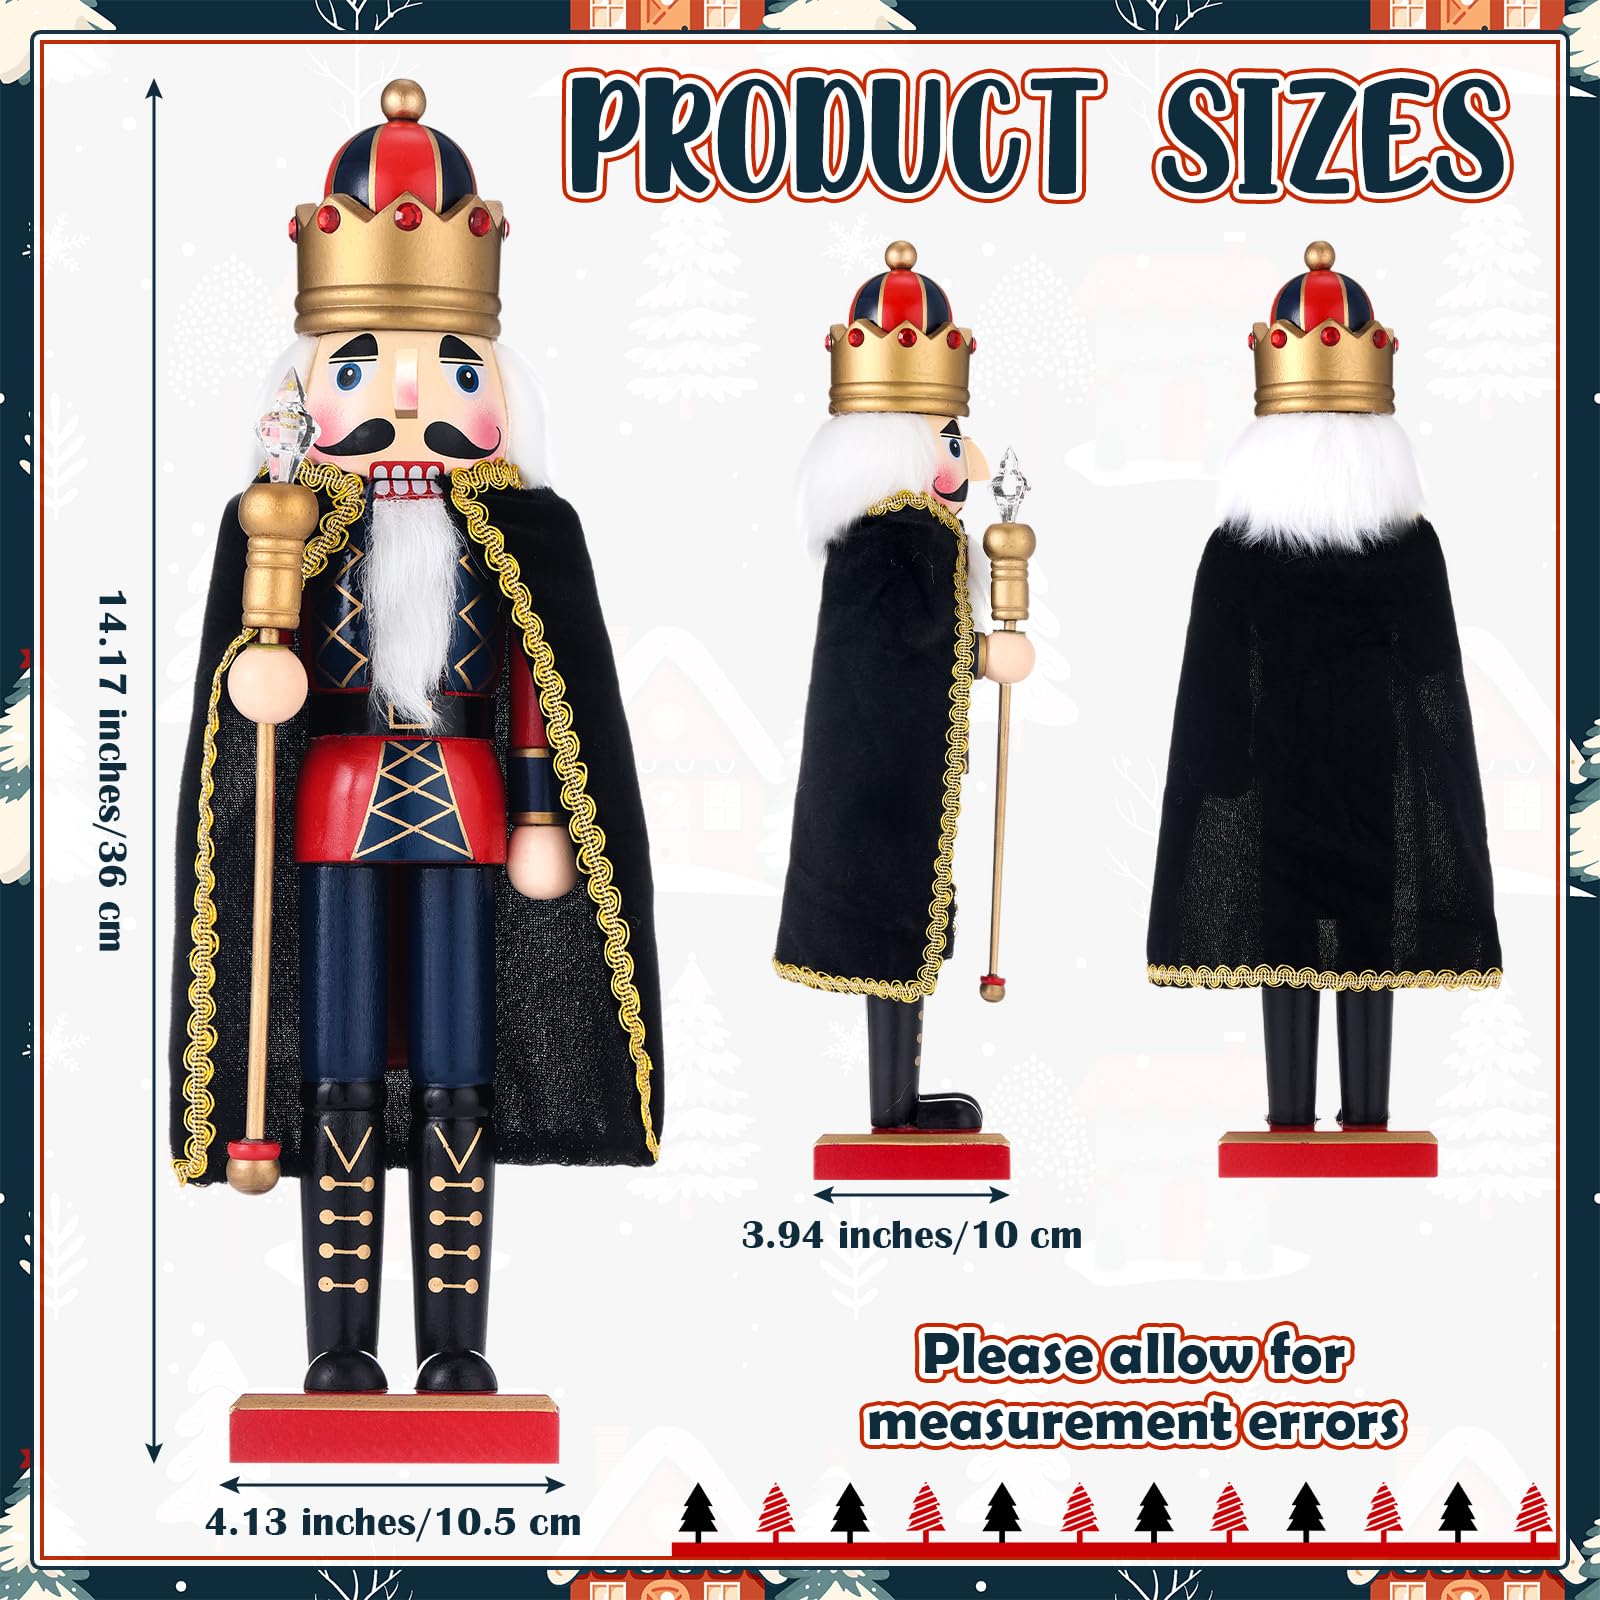 PRODUCT SIZES
14.17 inches/36 cm
3.94 inches/10 cm
Please allow for
measurement errors
4.13 inches/10.5 cm